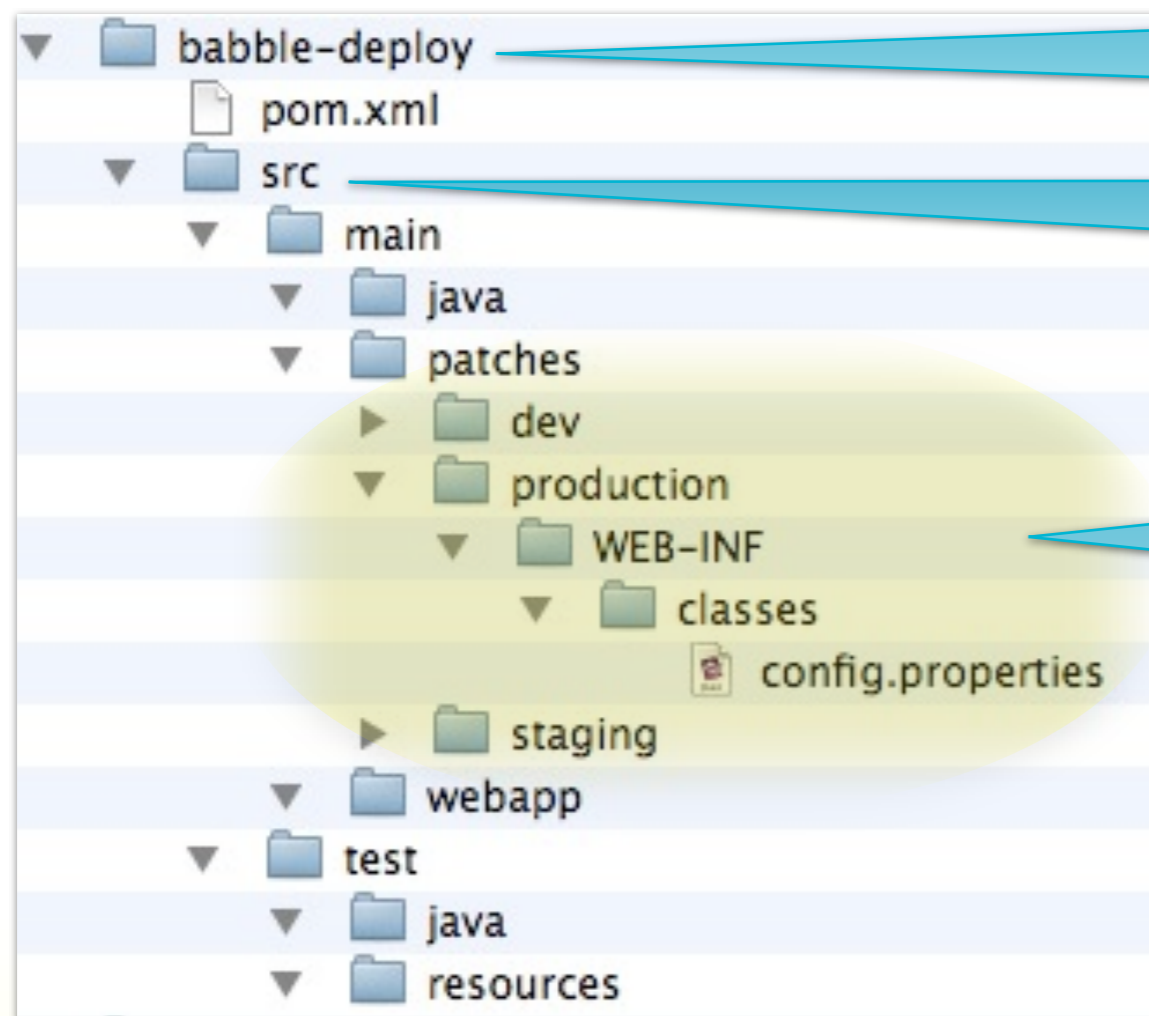 babble-deploy
pom.xml
src
main
java
patches
dev
production
WEB-INF
classes
config.properties
staging
webapp
test
java
resources